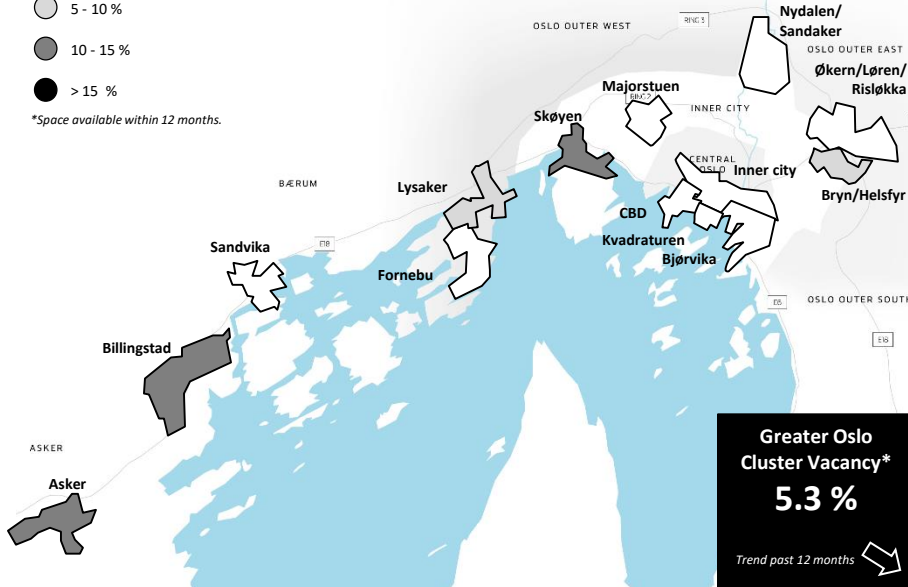 5 - 10 %
10 - 15 %
> 15 %
*Space available within 12 months.
Nydalen/
Sandaker
OSLO OUTER WEST
RING 3
OSLO OUTER EAST
Økern/Løren/
Risløkka
Majorstuen
RING 2
INNER CITY
Skøyen
CENTRAL
OSLO
Inner city
BÆRUM
Lysaker
Bryn/Helsfyr
CBD
Kvadraturen
Bjørvika
Sandvika
E18
Fornebu
OSLO OUTER SOUTH
E18
Billingstad
ASKER
Asker
Greater Oslo
Cluster Vacancy*
5.3 %
Trend past 12 months